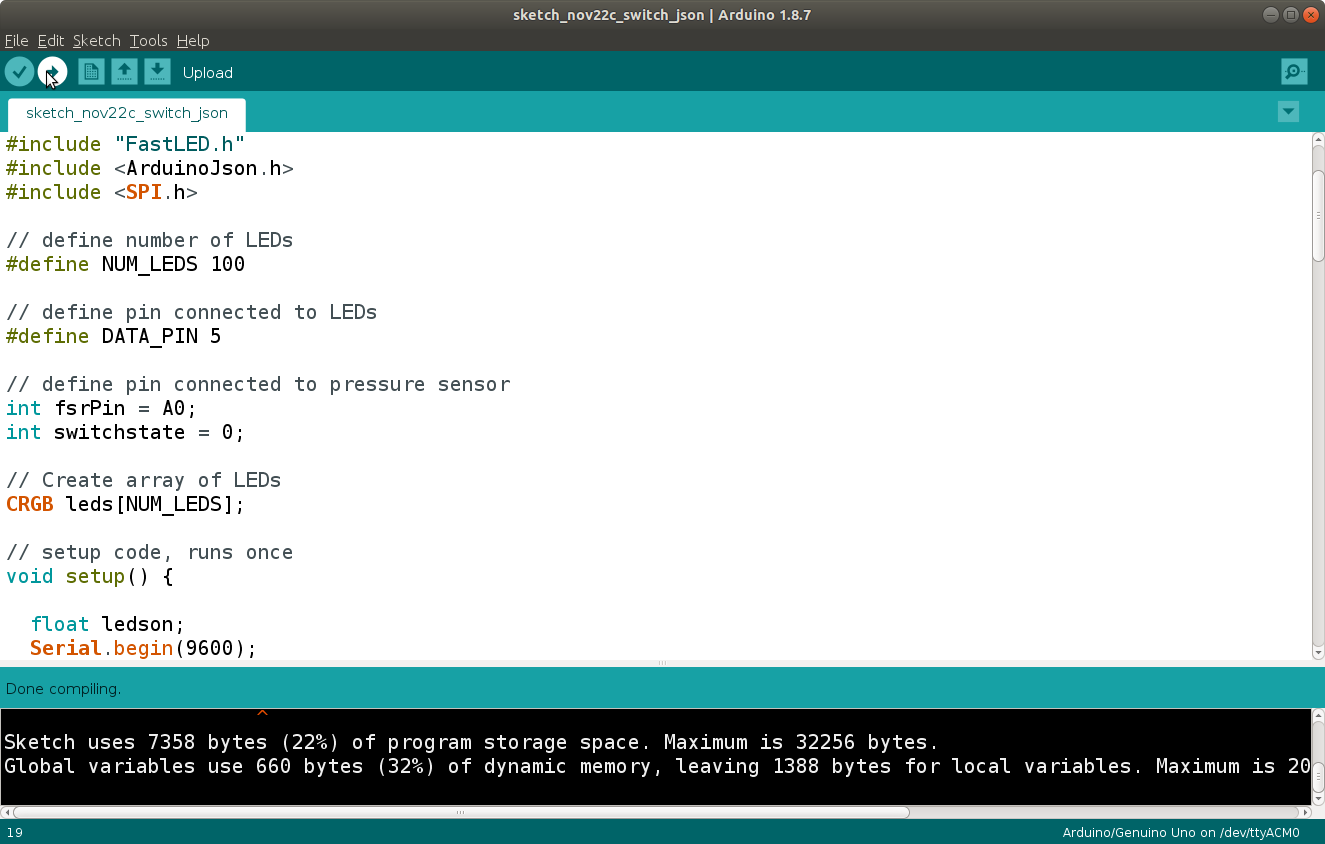 sketch_nov22c_switch_json | Arduino 1.8.7
File Edit Sketch Tools Help
Upload
sketch_nov22c_switch_json
#include "FastLED.h"
#include <ArduinoJson.h>
#include <SPI.h>
// define number of LEDs
#define NUM_LEDS 100
// define pin connected to LEDs
#define DATA_PIN 5
// define pin connected to pressure sensor
int fsrPin = A0;
int switchstate = 0;
// Create array of LEDs
CRGB leds[NUM_LEDS];
// setup code, runs once
void setup() {
float ledson;
Serial.begin(9600);
Done compiling.
^
Sketch uses 7358 bytes (22%) of program storage space. Maximum is 32256 bytes.
Global variables use 660 bytes (32%) of dynamic memory, leaving 1388 bytes for local variables. Maximum is 20
19
Arduino/Genuino Uno on /dev/ttyACM0